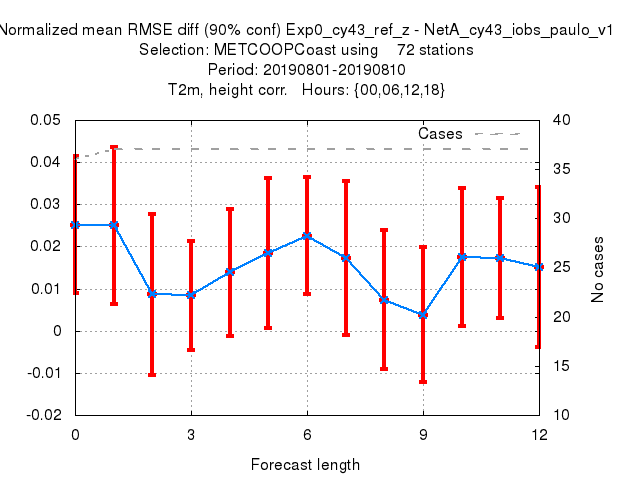 Normalized mean RMSE diff (90% conf) Exp0_cy43_ref_z - NetA_cy43_iobs_paulo_v1
Selection: METCOOPCoast using 72 stations
Period: 20190801-20190810
T2m, height corr. Hours: {00,06,12,18}
Cases
0.05
0.04
0.03
0.02
0.01
0
-0.01
-0.02
40
35
30
25
20
15
10
No cases
0 3 6 9 12
Forecast length